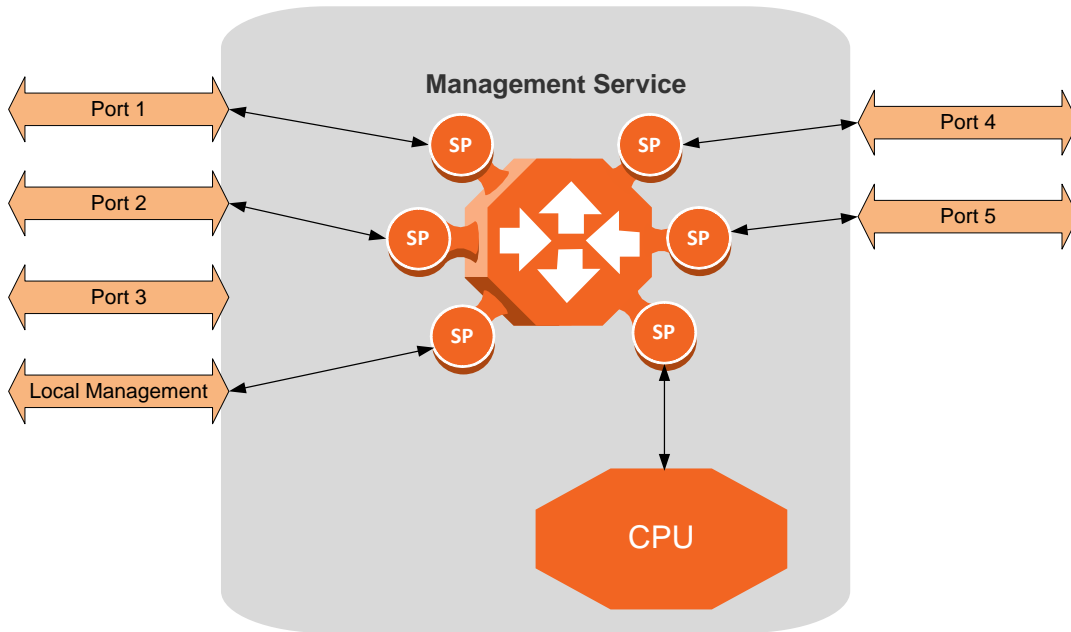 Management Service
Port 1
Port 2
Port 3
Local Management
SP
SP
SP
SP
SP
SP
Port 4
Port 5
CPU